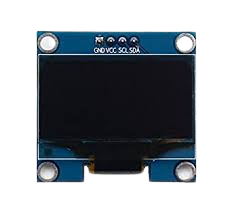 GND VCC SCL SDA